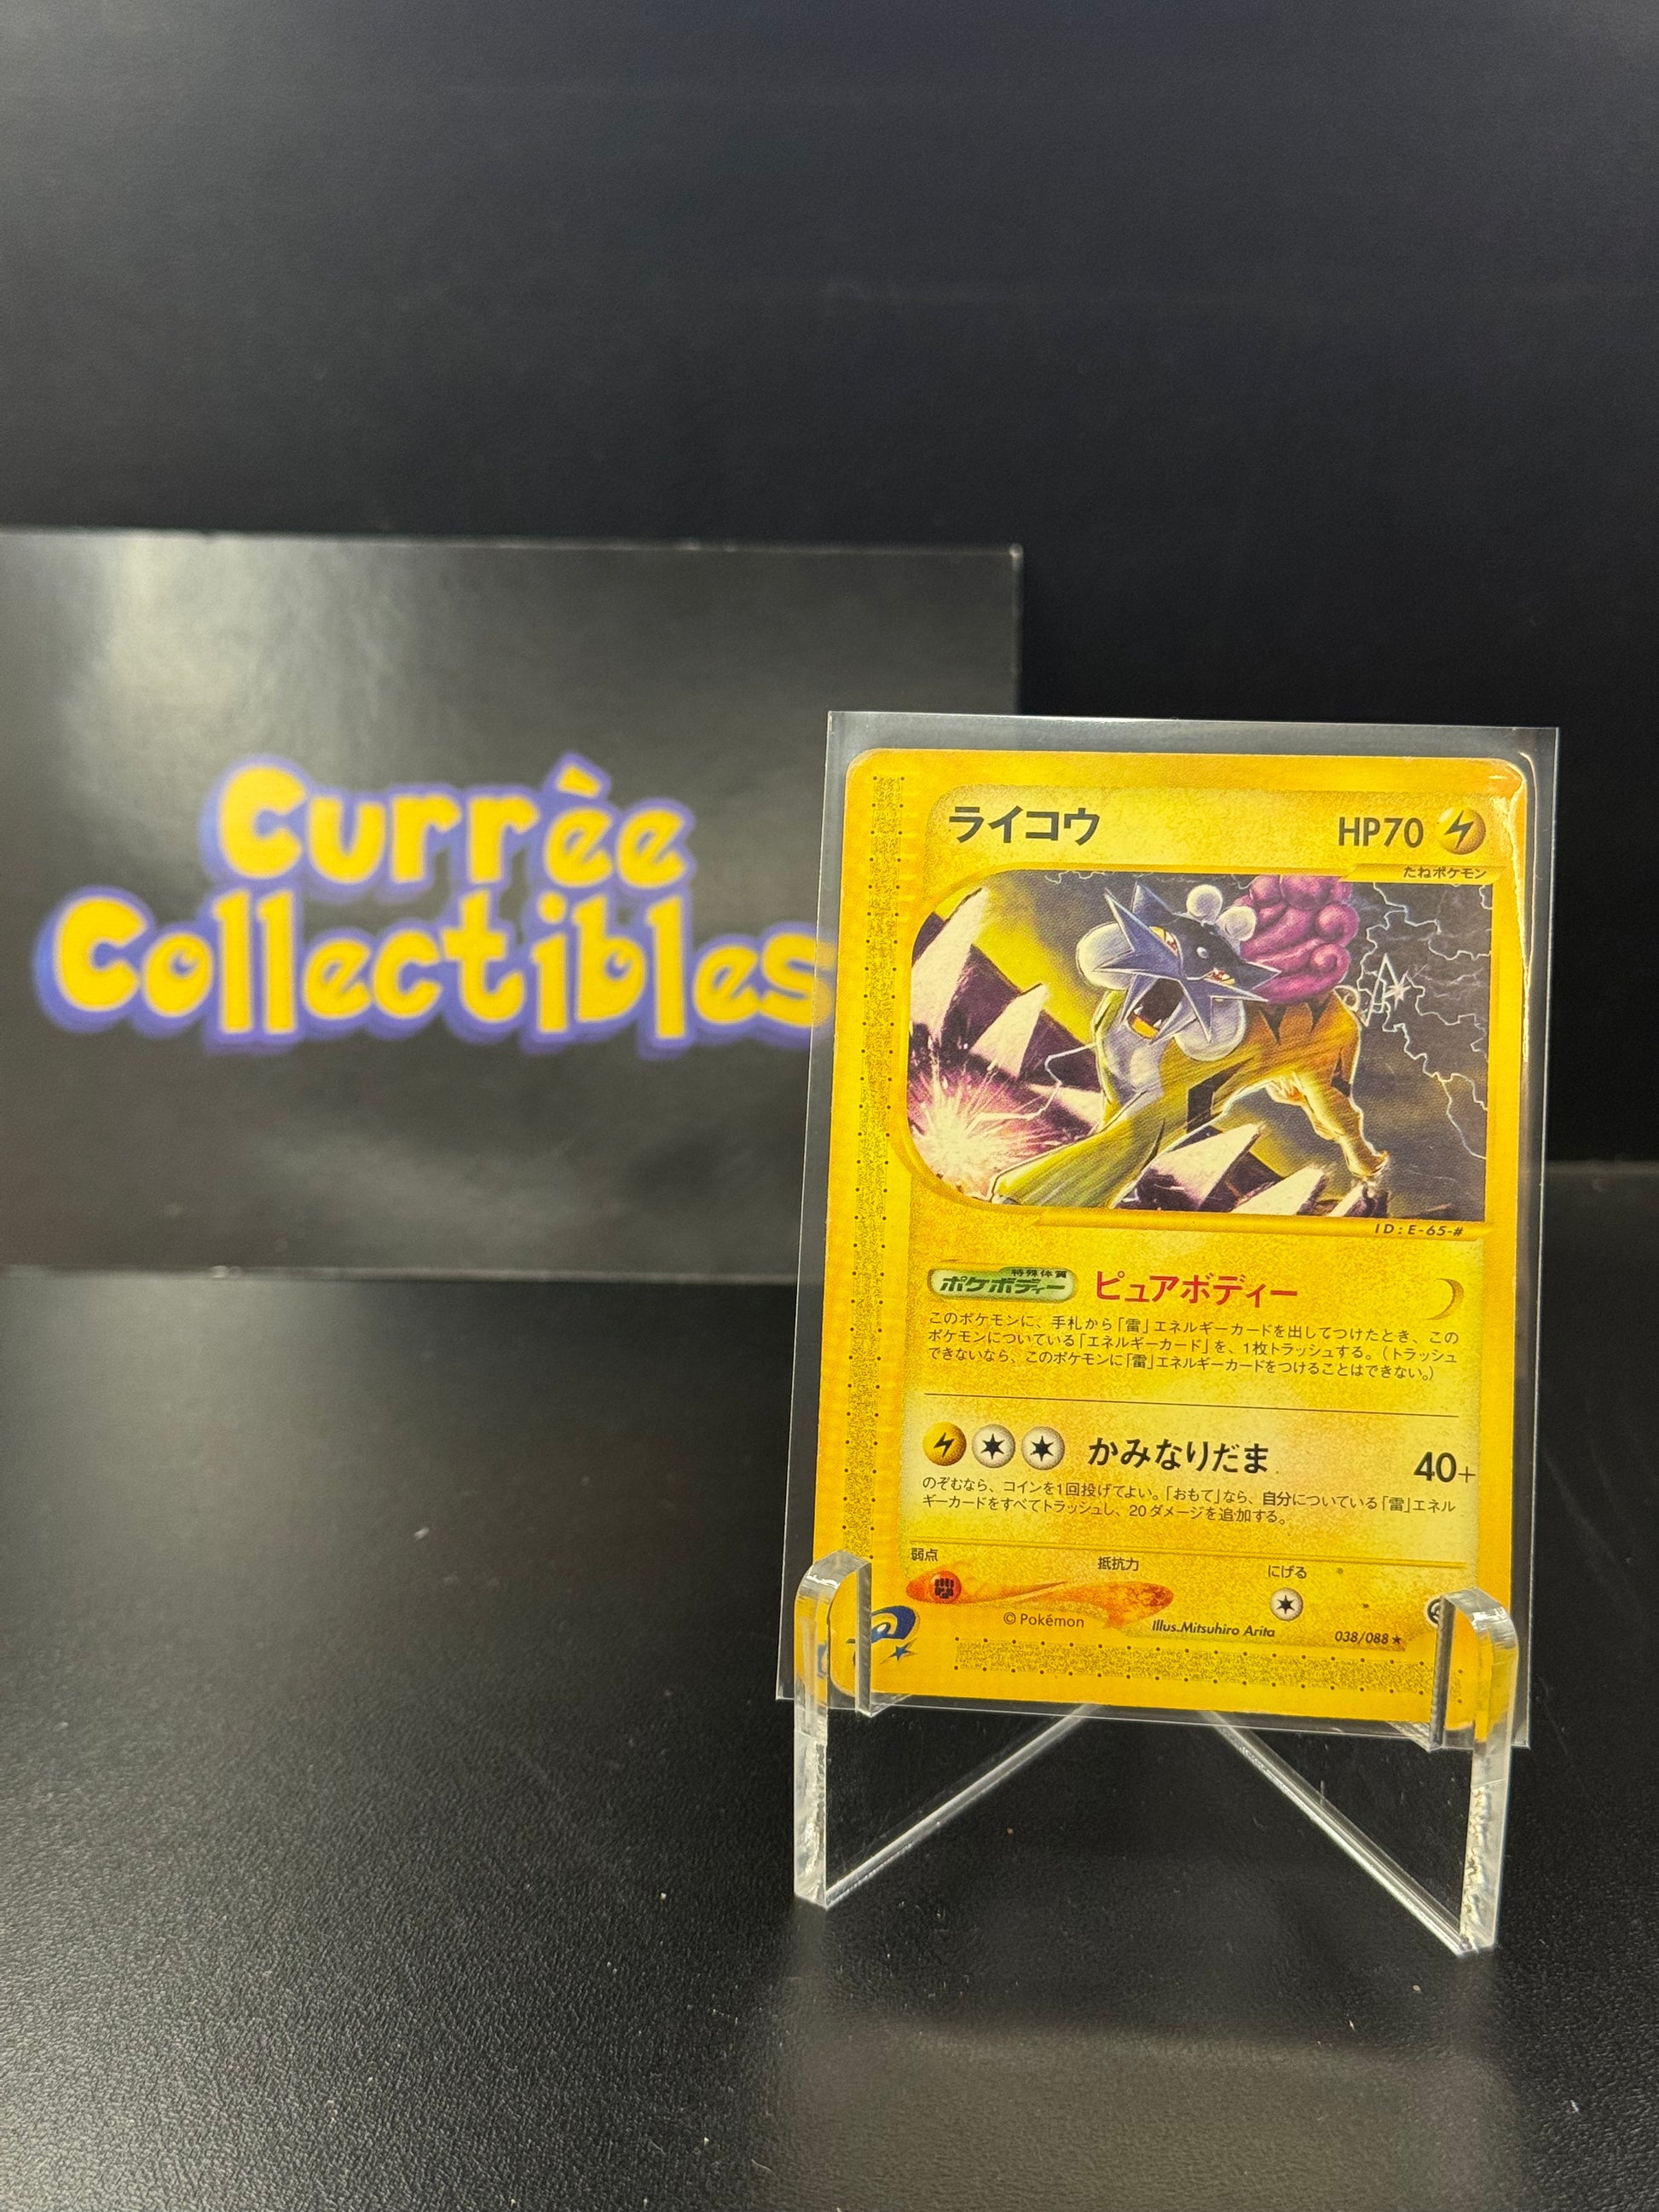 Currèe
Collectibles
ライコウ
HP70
たねポケモン
ID:E-65-#
特殊体質
ポケボディー
ピュアボディー
このポケモンに、手札から「雷」エネルギーカードを出してつけたとき、この
ポケモンについている「エネルギーカード」を、1枚トラッシュする。(トラッシュ
できないなら、このポケモンに「雷」エネルギーカードをつけることはできない。)
かみなりだま
40+
のぞむなら、コインを1回投げてよい。「おもて」なら、自分についている「雷」エネル
ギーカードをすべてトラッシュし、20ダメージを追加する。
弱点
抵抗力
にげる
© Pokémon
Illus.Mitsuhiro Arita
038/088★